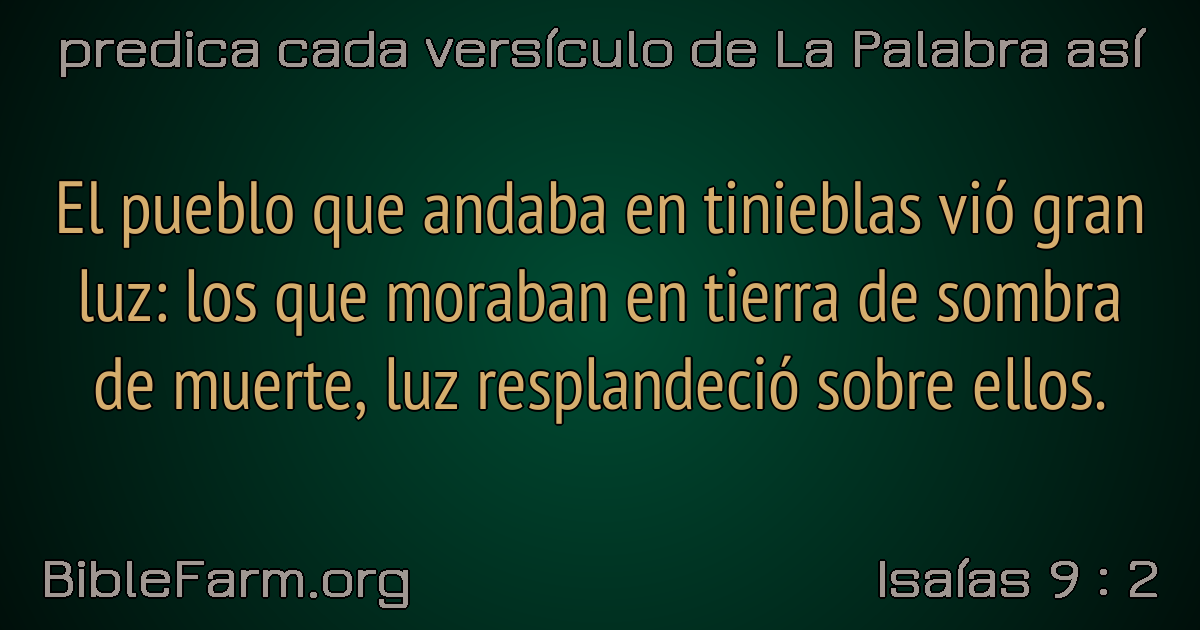 predica cada versículo de La Palabra así
El pueblo que andaba en tinieblas vió gran
luz: los que moraban en tierra de sombra
de muerte, luz resplandeció sobre ellos.
BibleFarm.org
Isaías 9 : 2